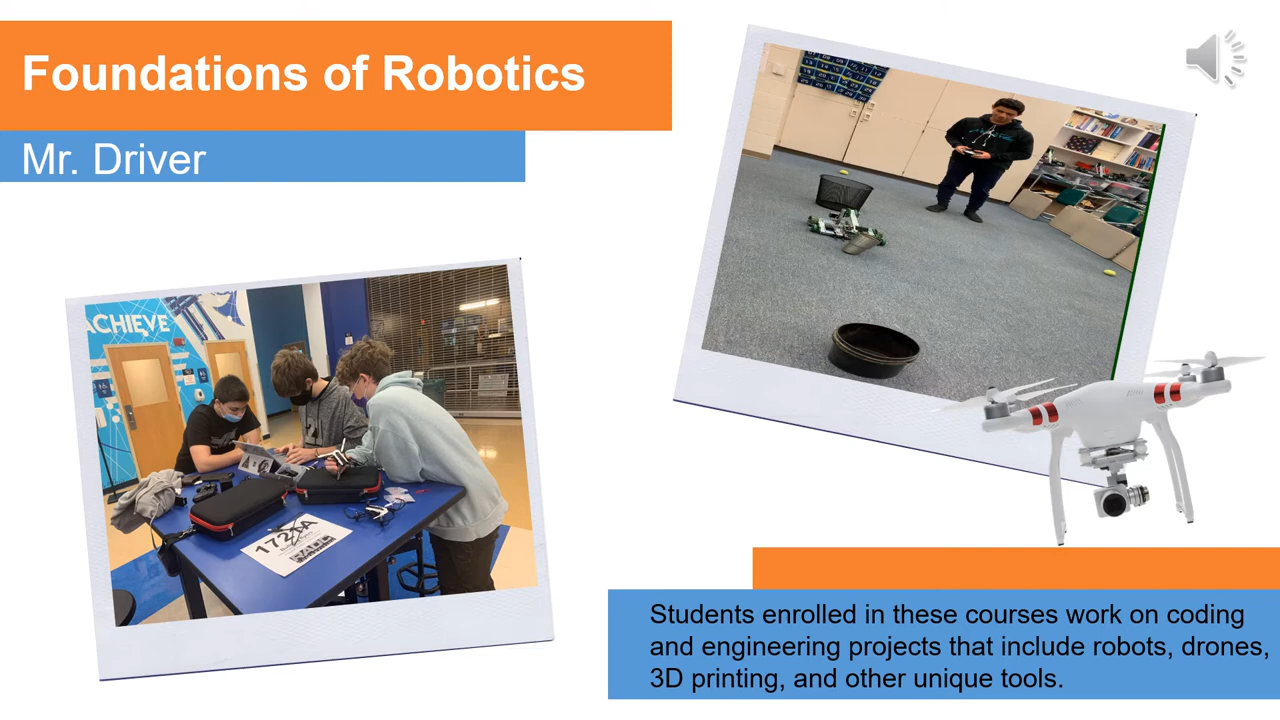 Foundations of Robotics
Mr. Driver
ACHIEVE
Students enrolled in these courses work on coding
and engineering projects that include robots, drones,
3D printing, and other unique tools.